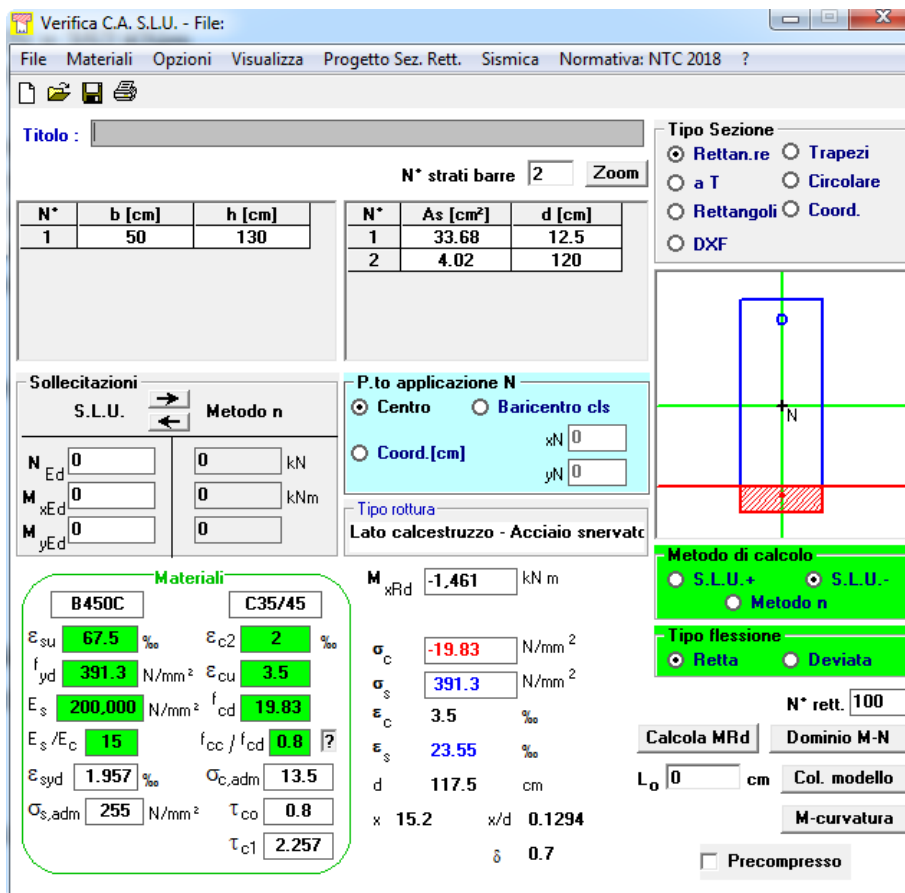 Verifica C.A. S.L.U. - File:
File Materiali Opzioni Visualizza Progetto Sez. Rett. Sismica Normativa: NTC 2018 ?
Titolo :
N° strati barre 2 Zoom
N° b [cm] h [cm]
1 50 130
N° As [cm²] d [cm]
1 33.68 12.5
2 4.02 120
Tipo Sezione
Rettan.re Trapezi
a T Circolare
Rettangoli Coord.
DXF
N
Sollecitazioni
S.L.U. Metodo n
N Ed 0 0 kN
M xEd 0 0 kNm
M yEd 0 0
P.to applicazione N
Centro Baricentro cls
Coord.[cm] xN 0
yN 0
Tipo rottura
Lato calcestruzzo - Acciaio snervatc
Metodo di calcolo
S.L.U.+ S.L.U.-
Metodo n
Tipo flessione
Retta Deviata
Materiali
B450C C35/45
εsu 67.5 ‰ εc2 2 ‰
fyd 391.3 N/mm² εcu 3.5
Es 200,000 N/mm² fcd 19.83
Es /Ec 15 fcc / fcd 0.8 ?
εsyd 1.957 ‰ σc,adm 13.5
σs,adm 255 N/mm² τco 0.8
τc1 2.257
M xRd -1,461 kN m
σc -19.83 N/mm²
σs 391.3 N/mm²
εc 3.5 ‰
εs 23.55 ‰
d 117.5 cm
x 15.2 x/d 0.1294
δ 0.7
N° rett. 100
Calcola MRd Dominio M-N
Lo 0 cm Col. modello
M-curvatura
Precompresso